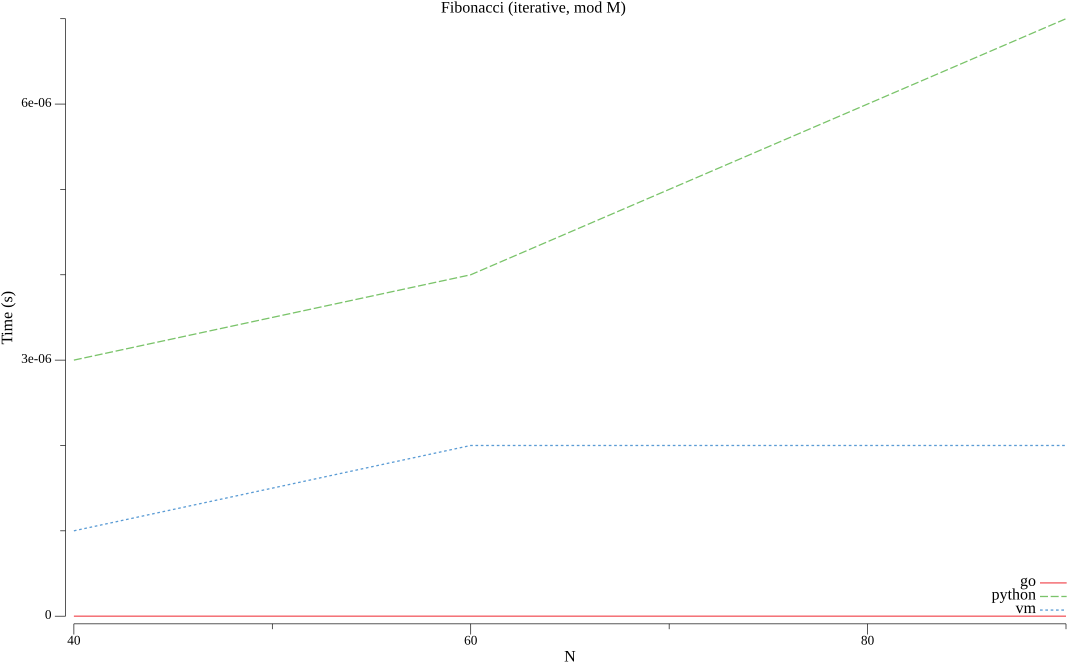 Fibonacci (iterative, mod M)
6e-06
Time (s)
3e-06
go
python
vm
0
40
60
80
N